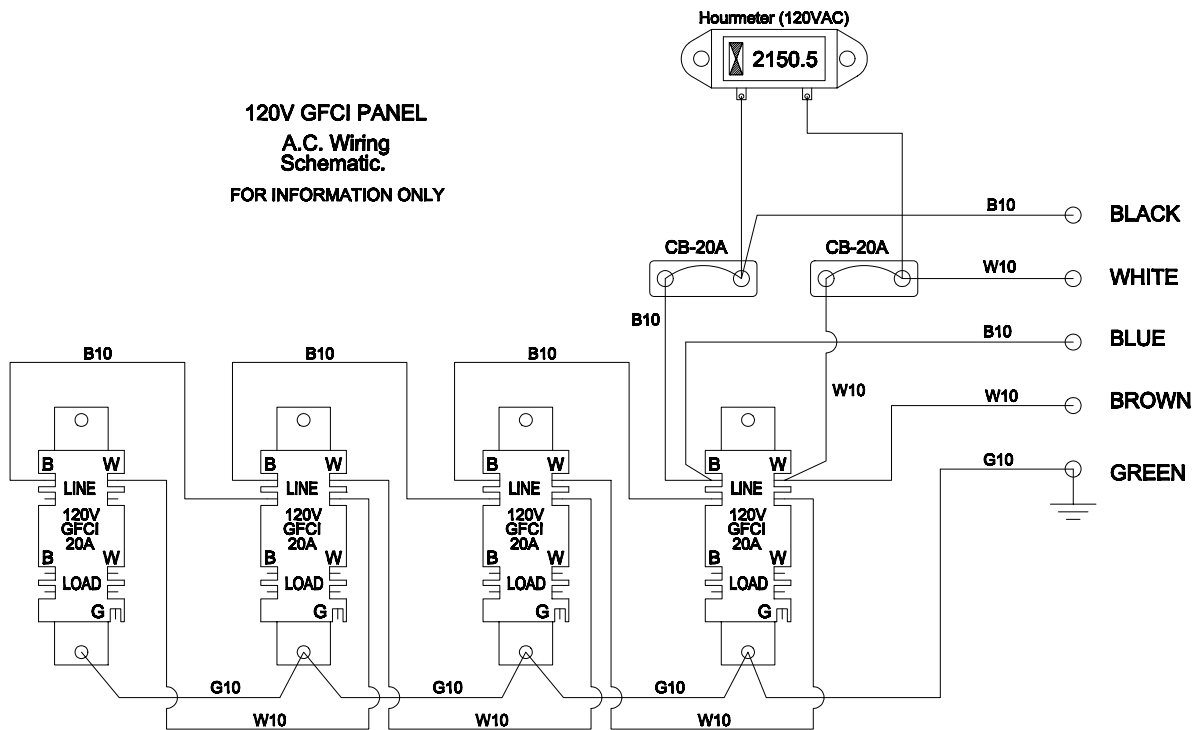 Hourmeter (120VAC)
2150.5
120V GFCI PANEL
A.C. Wiring
Schematic.
FOR INFORMATION ONLY
B10
BLACK
CB-20A
CB-20A
W10
WHITE
B10
B10
BLUE
B10
B10
B10
W10
W10
BROWN
B W
LINE
120V
GFCI
20A
B W
LOAD
G
B W
LINE
120V
GFCI
20A
B W
LOAD
G
B W
LINE
120V
GFCI
20A
B W
LOAD
G
B W
LINE
120V
GFCI
20A
B W
LOAD
G
G10
GREEN
G10
G10
G10
W10
W10
W10